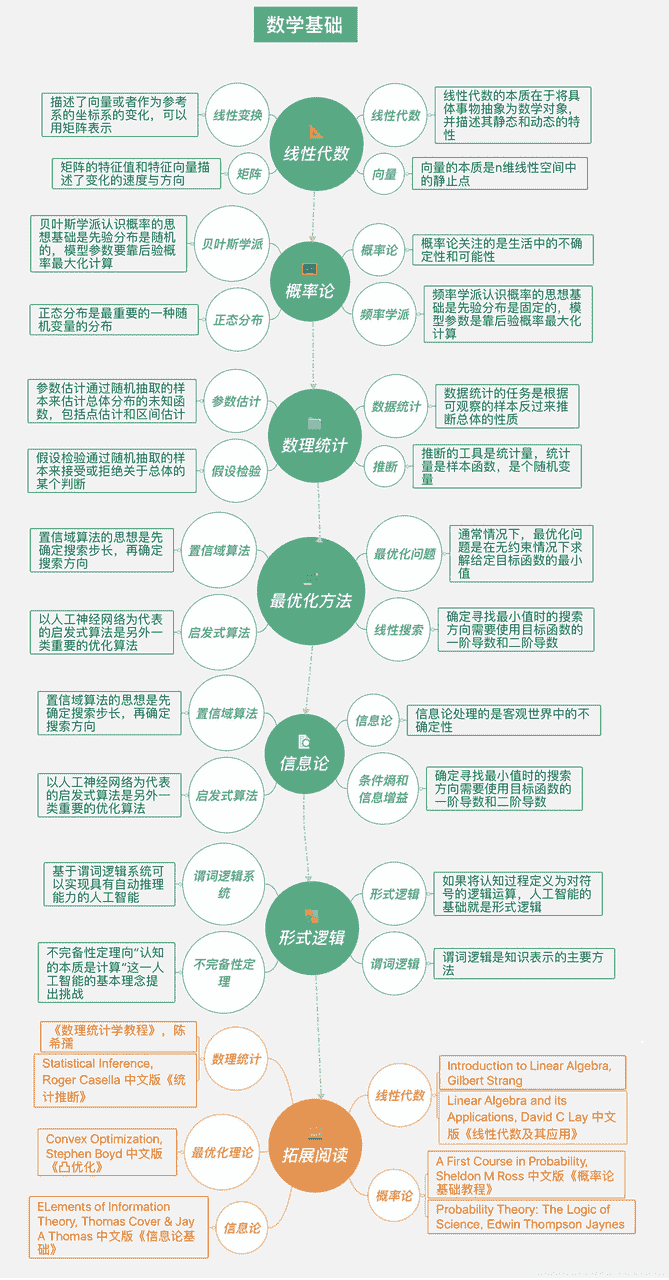 数学基础
描述了向量或者作为参考
系的坐标系的变化，可以
用矩阵表示
线性变换
线性代数
线性代数的本质在于将具
体事物抽象为数学对象，
并描述其静态和动态的特
性
线性代数
矩阵的特征值和特征向量描
述了变化的速度与方向
矩阵
向量
向量的本质是n维线性空间中
的静止点
贝叶斯学派认识概率的思
想基础是先验分布是随机
的，模型参数要靠后验概
率最大化计算
贝叶斯学派
概率论
概率论关注的是生活中的不确
定性和可能性
概率论
正态分布是最重要的一种随
机变量的分布
正态分布
频率学派
频率学派认识概率的思想基
础是先验分布是固定的，模
型参数是靠后验概率最大化
计算
参数估计通过随机抽取的样
本来估计总体分布的未知函
数，包括点估计和区间估计
参数估计
数据统计
数据统计的任务是根据
可观察的样本反过来推
断总体的性质
数理统计
假设检验通过随机抽取的样
本来接受或拒绝关于总体的
某个判断
假设检验
推断
推断的工具是统计量，统计
量是样本函数，是个随机变
量
置信域算法的思想是先
确定搜索步长，再确定
搜索方向
置信域算法
最优化问题
通常情况下，最优化问
题是在无约束情况下求
解给定目标函数的最小
值
最优化方法
以人工神经网络为代表
的启发式算法是另外一
类重要的优化算法
启发式算法
线性搜索
确定寻找最小值时的搜索
方向需要使用目标函数的
一阶导数和二阶导数
置信域算法的思想是先
确定搜索步长，再确定
搜索方向
置信域算法
信息论
信息论处理的是客观世界中的不
确定性
信息论
以人工神经网络为代表
的启发式算法是另外一
类重要的优化算法
启发式算法
条件熵和
信息增益
确定寻找最小值时的搜索
方向需要使用目标函数的
一阶导数和二阶导数
基于谓词逻辑系统可
以实现具有自动推理
能力的人工智能
谓词逻辑系
统
形式逻辑
如果将认知过程定义为对符
号的逻辑运算，人工智能的
基础就是形式逻辑
形式逻辑
不完备性定理向“认知
的本质是计算”这一人
工智能的基本理念提
出挑战
不完备性定
理
谓词逻辑
谓词逻辑是知识表示的主要方
法
《数理统计学教程》，陈
希孺
Statistical Inference,
Roger Casella 中文版《统
计推断》
数理统计
线性代数
Introduction to Linear Algebra,
Gilbert Strang
Linear Algebra and its
Applications, David C Lay 中文
版《线性代数及其应用》
拓展阅读
Convex Optimization,
Stephen Boyd 中文版
《凸优化》
最优化理论
概率论
A First Course in Probability,
Sheldon M Ross 中文版《概率论
基础教程》
Probability Theory: The Logic of
Science, Edwin Thompson Jaynes
ELements of Information
Theory, Thomas Cover & Jay
A Thomas 中文版《信息论基
础》
信息论